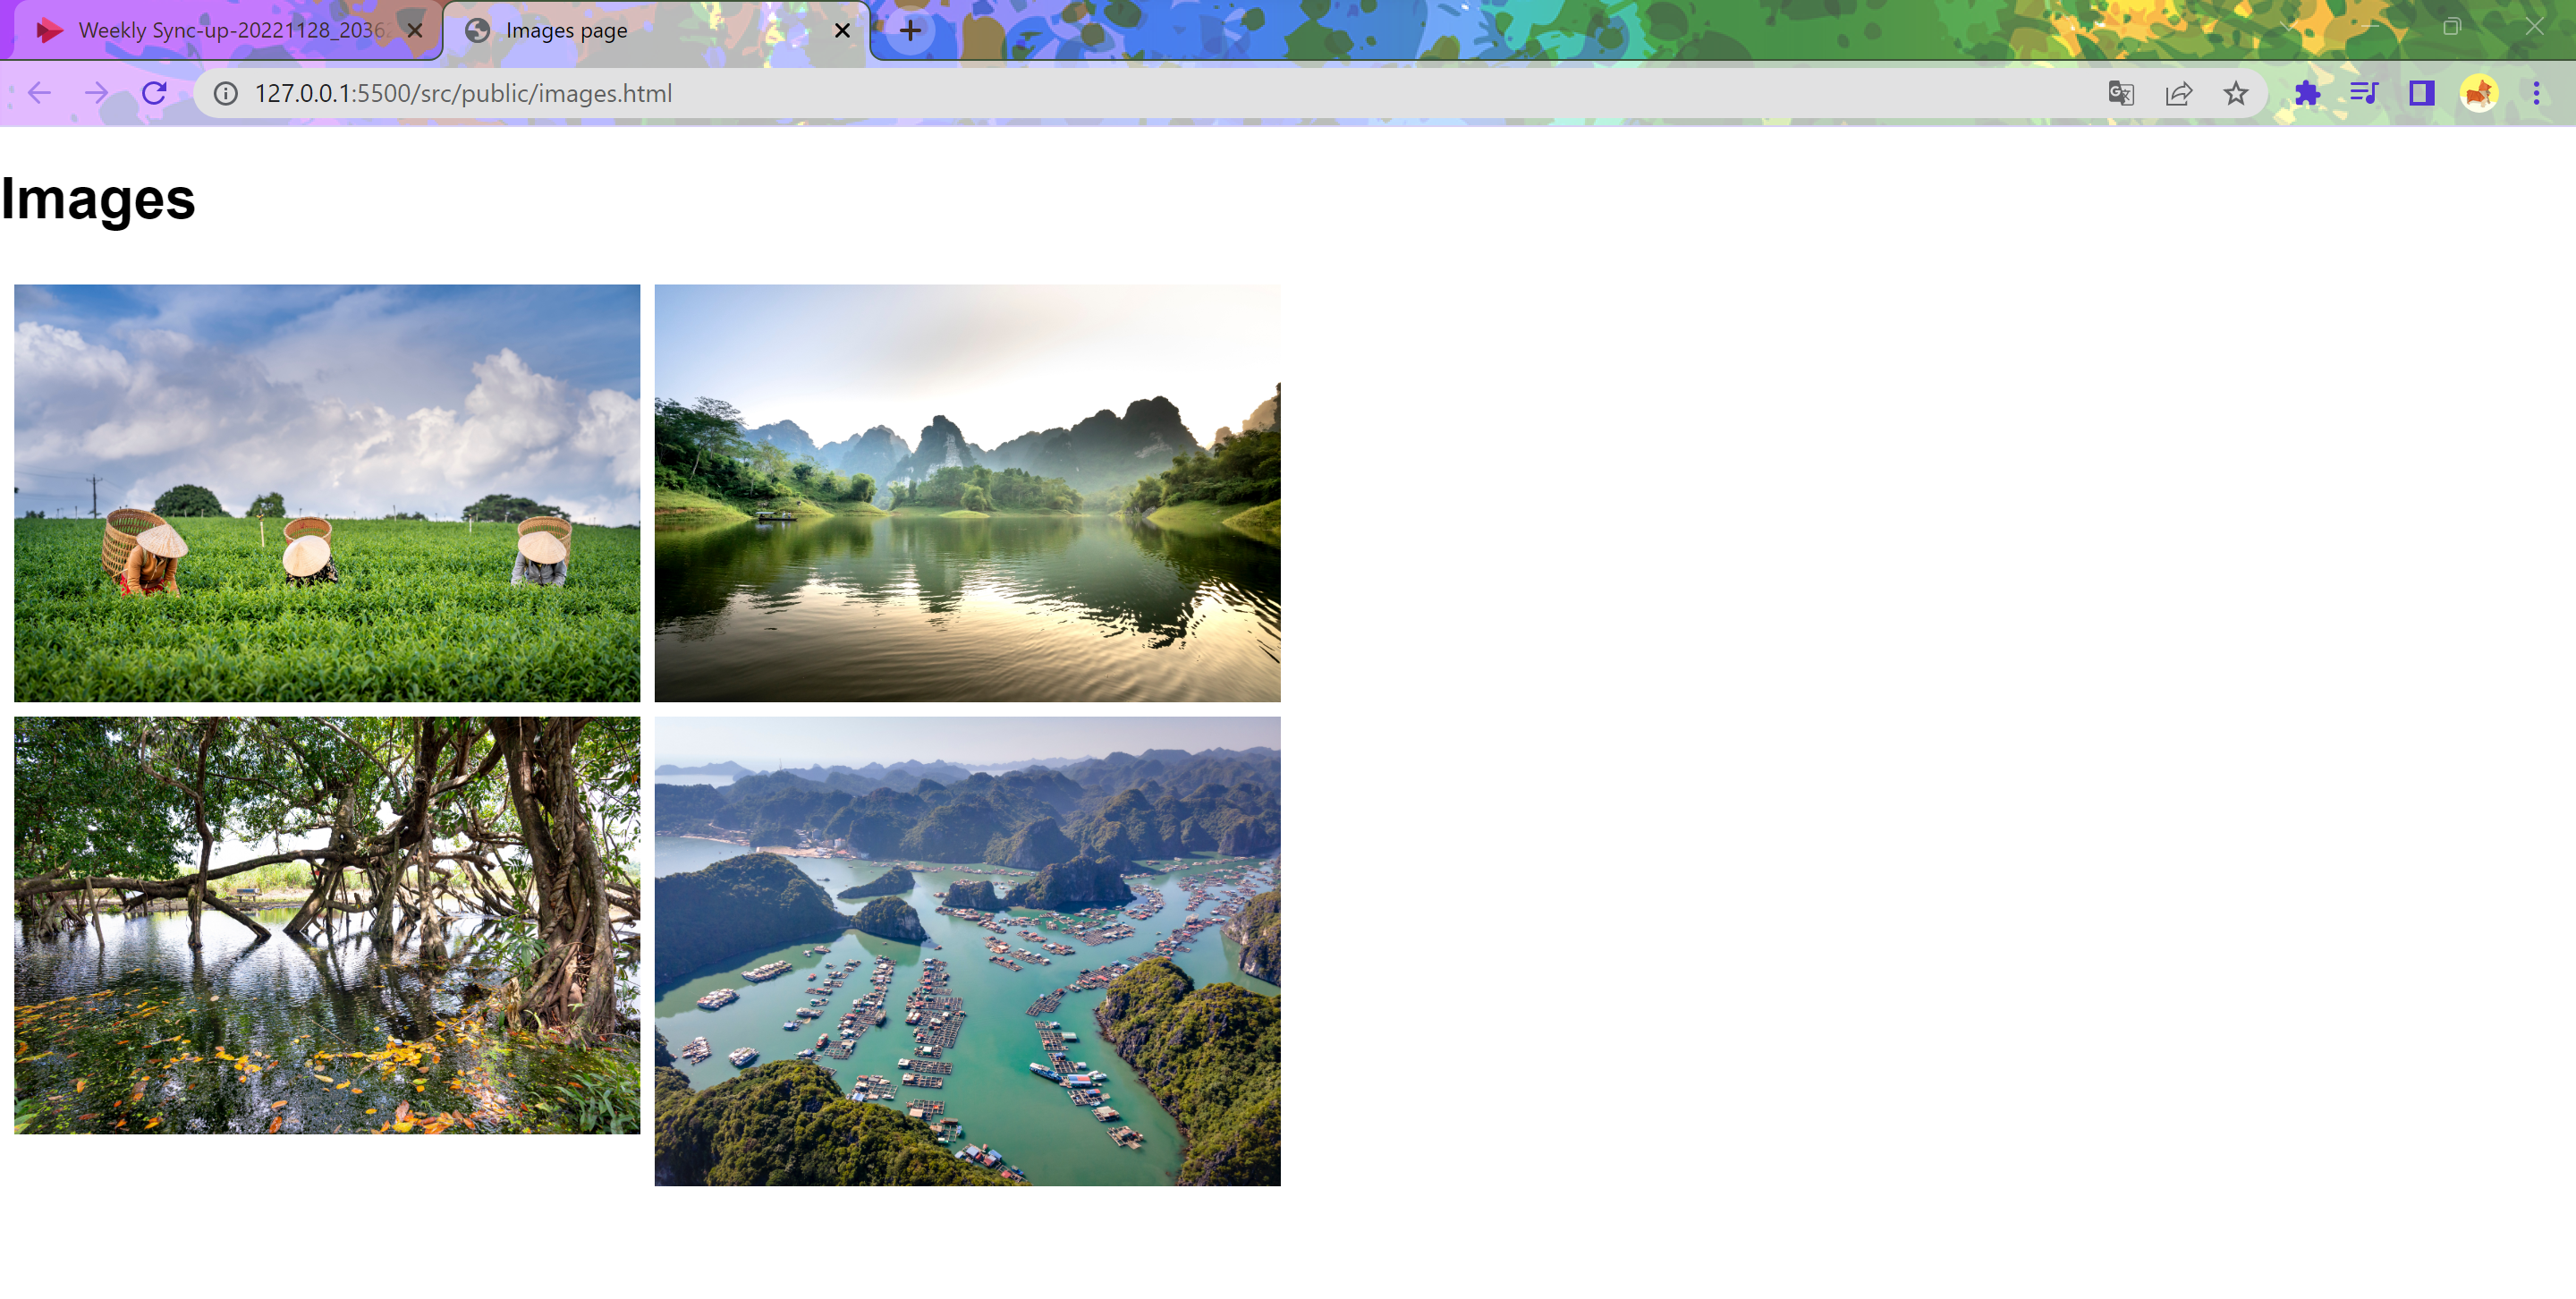 Weekly Sync-up-20221128_2036
Images page
127.0.0.1:5500/src/public/images.html
Images